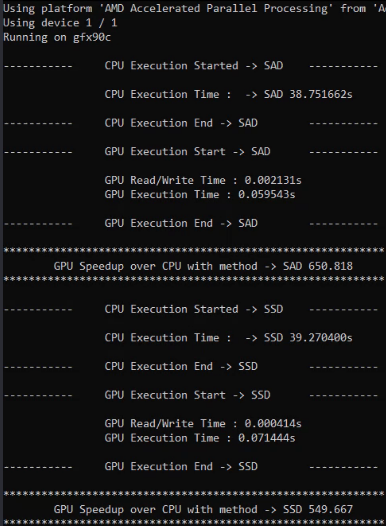 Using platform 'AMD Accelerated Parallel Processing' from
Using device 1 / 1
Running on gfx90c
----------- CPU Execution Started -> SAD -----------
CPU Execution Time : -> SAD 38.751662s
----------- CPU Execution End -> SAD -----------
----------- GPU Execution Start -> SAD -----------
GPU Read/Write Time : 0.002131s
GPU Execution Time : 0.059543s
----------- GPU Execution End -> SAD -----------
************************************************************
GPU Speedup over CPU with method -> SAD 650.818
************************************************************
----------- CPU Execution Started -> SSD -----------
CPU Execution Time : -> SSD 39.270400s
----------- CPU Execution End -> SSD -----------
----------- GPU Execution Start -> SSD -----------
GPU Read/Write Time : 0.000414s
GPU Execution Time : 0.071444s
----------- GPU Execution End -> SSD -----------
************************************************************
GPU Speedup over CPU with method -> SSD 549.667
************************************************************